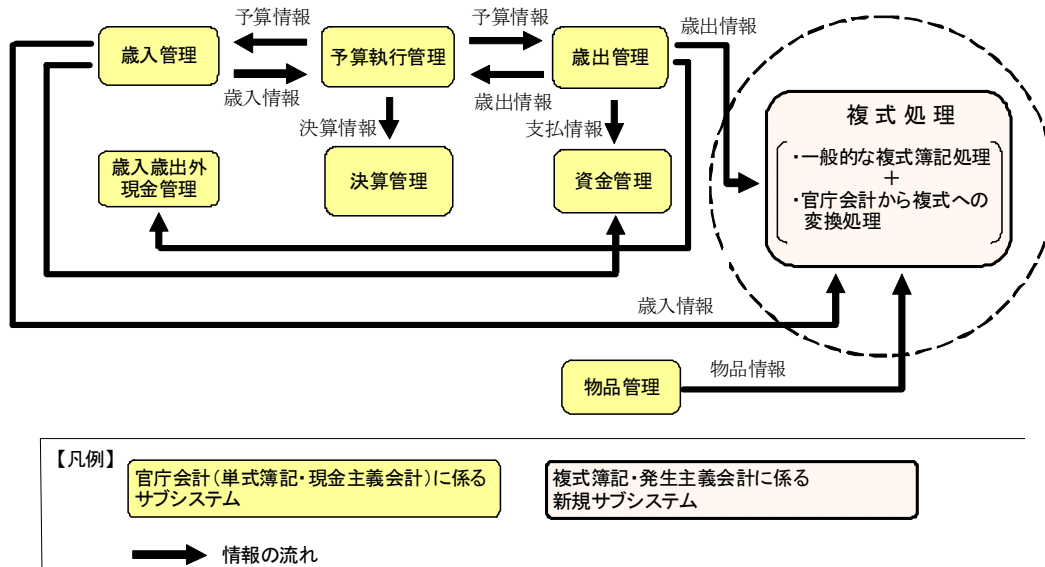 予算情報
予算情報
歳出情報
歳入管理
予算執行管理
歳出管理
歳入情報
歳出情報
決算情報
支払情報
複式処理
・一般的な複式簿記処理
+
・官庁会計から複式への
変換処理
歳入歳出外
現金管理
決算管理
資金管理
歳入情報
物品管理
物品情報
【凡例】
官庁会計(単式簿記・現金主義会計)に係る
サブシステム
複式簿記・発生主義会計に係る
新規サブシステム
情報の流れ